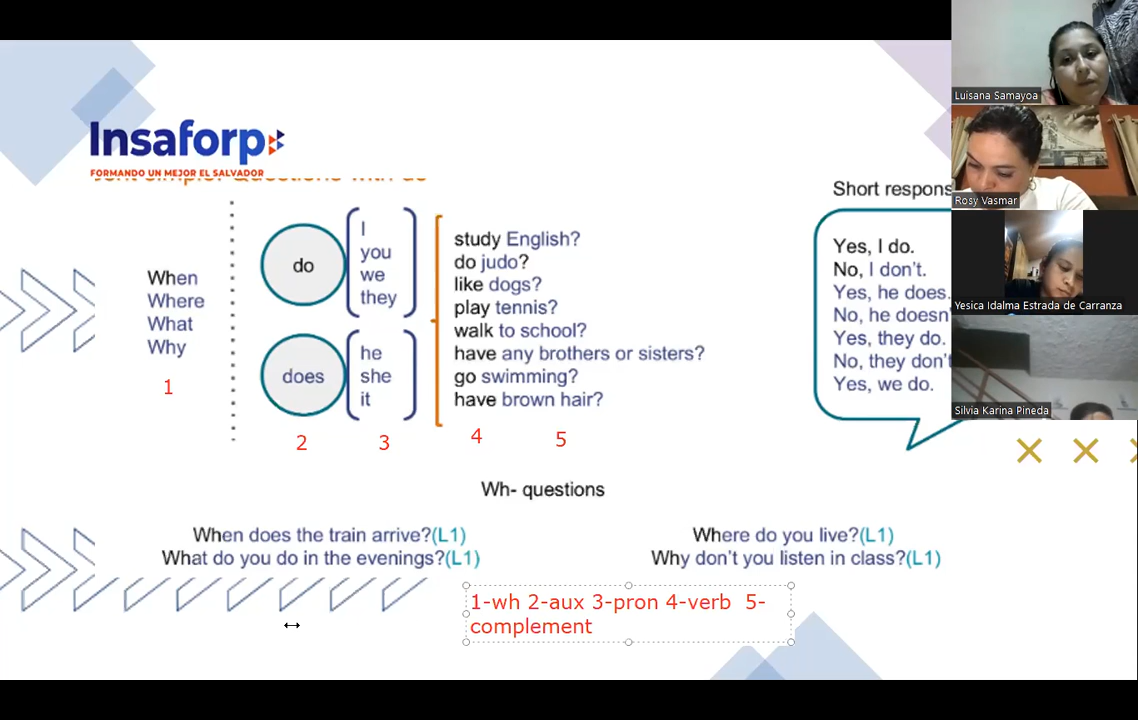 Insaforp
FORMANDO UN MEJOR EL SALVADOR
simple: Questions with do
When
Where
What
Why
1
do
does
2
I
you
we
they
he
she
it
3
study English?
do judo?
like dogs?
play tennis?
walk to school?
have any brothers or sisters?
go swimming?
have brown hair?
4
5
Short respons
Yes, I do.
No, I don't.
Yes, he does.
No, he doesn'
Yes, they do.
No, they don't
Yes, we do.
Wh- questions
When does the train arrive?(L1)
What do you do in the evenings?(L1)
Where do you live?(L1)
Why don't you listen in class?(L1)
1-wh 2-aux 3-pron 4-verb 5-
complement
Luisana Samayoa
Rosy Vasmar
Yesica Idalma Estrada de Carranza
Silvia Karina Pineda